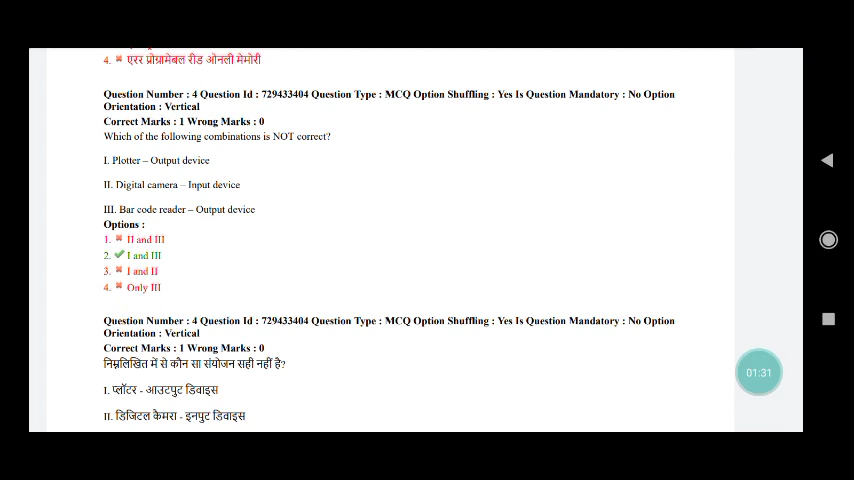 4. एरर प्रोग्रामेबल रीड ओनली मेमोरी
Question Number : 4 Question Id : 729433404 Question Type : MCQ Option Shuffling : Yes Is Question Mandatory : No Option
Orientation : Vertical
Correct Marks : 1 Wrong Marks : 0
Which of the following combinations is NOT correct?
I. Plotter – Output device
II. Digital camera – Input device
III. Bar code reader – Output device
Options :
1. II and III
2. I and III
3. I and II
4. Only III
Question Number : 4 Question Id : 729433404 Question Type : MCQ Option Shuffling : Yes Is Question Mandatory : No Option
Orientation : Vertical
Correct Marks : 1 Wrong Marks : 0
निम्नलिखित में से कौन सा संयोजन सही नहीं है?
I. प्लॉटर - आउटपुट डिवाइस
II. डिजिटल कैमरा - इनपुट डिवाइस
01:31